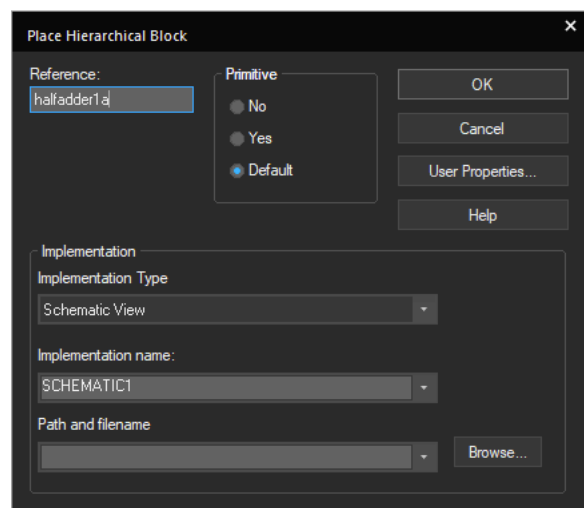 Place Hierarchical Block
Reference:
halfadder1a
Primitive
No
Yes
Default
OK
Cancel
User Properties...
Help
Implementation
Implementation Type
Schematic View
Implementation name:
SCHEMATIC1
Path and filename
Browse...